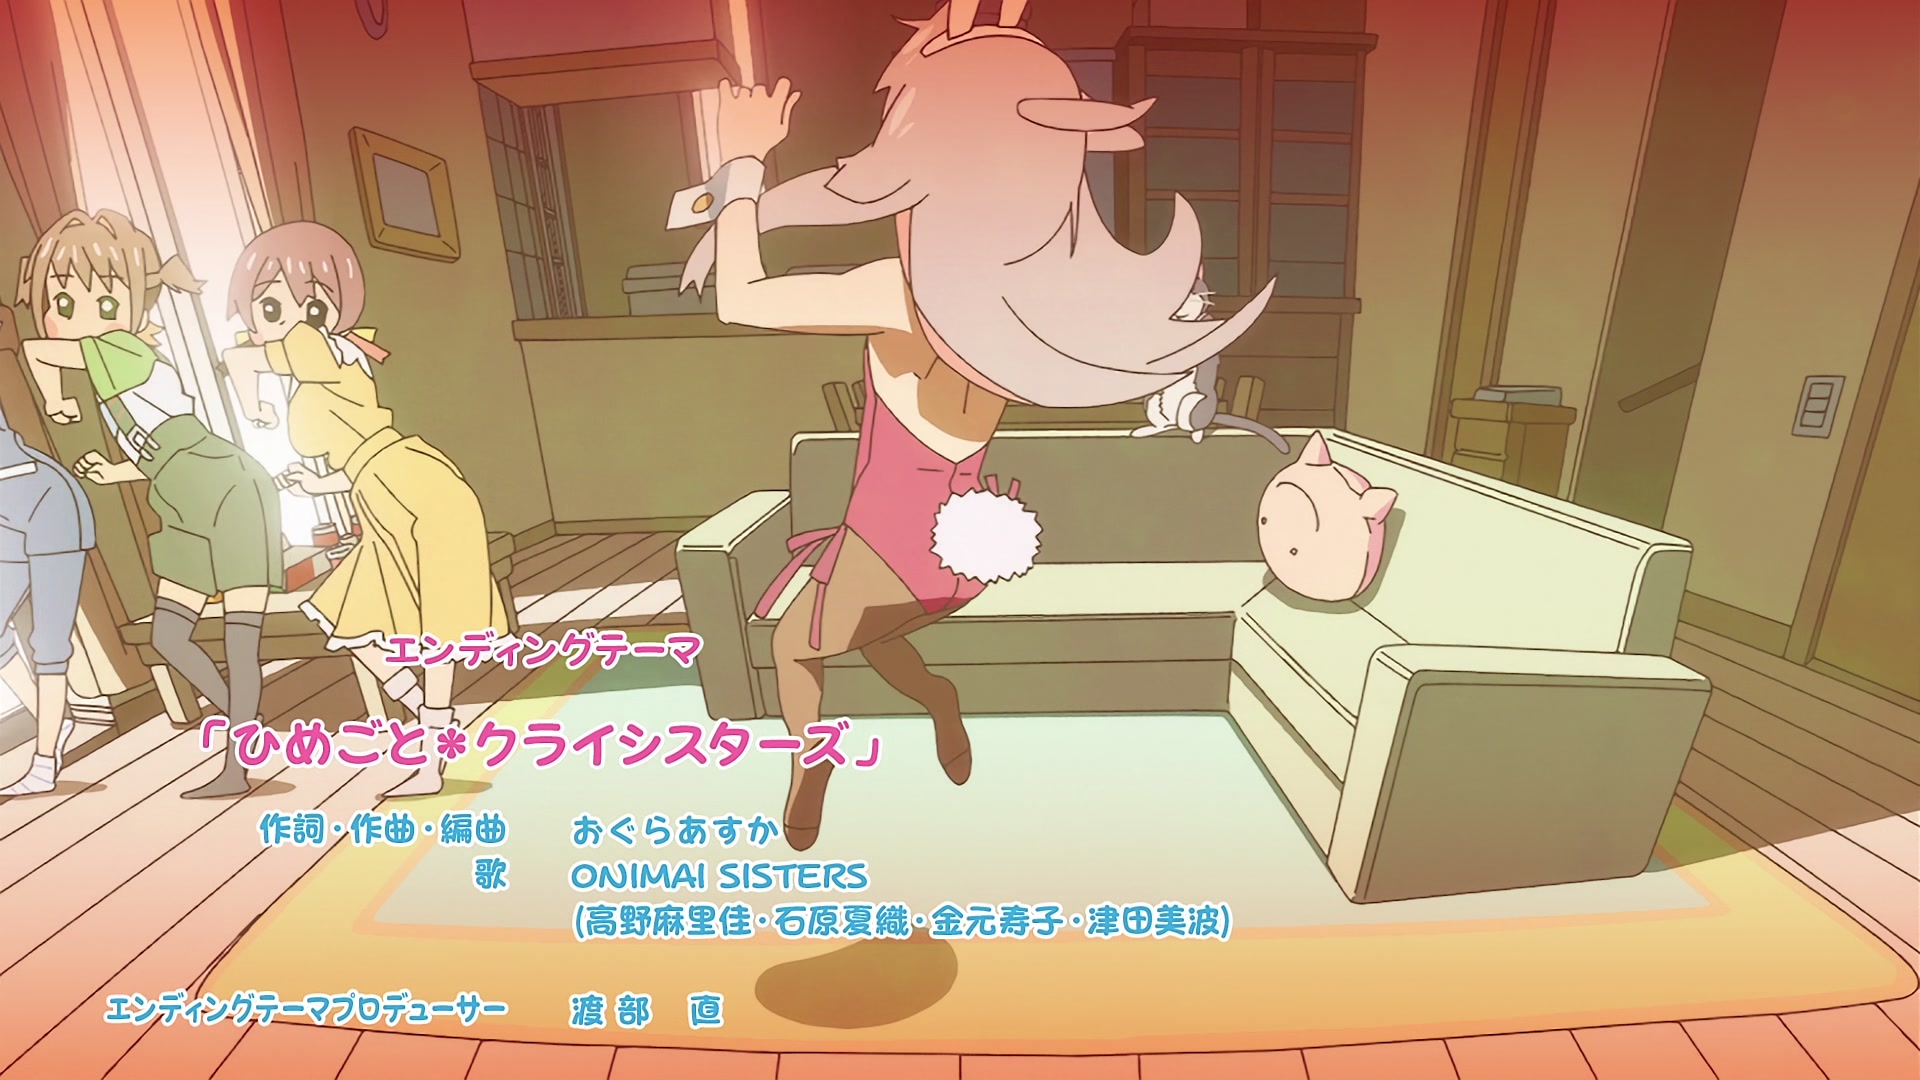 エンディングテーマ
「ひめごと＊クライシスターズ」
作詞・作曲・編曲　おぐらあすか
歌　ONIMAI SISTERS
(高野麻里佳・石原夏織・金元寿子・津田美波)
エンディングテーマプロデューサー　渡部　直